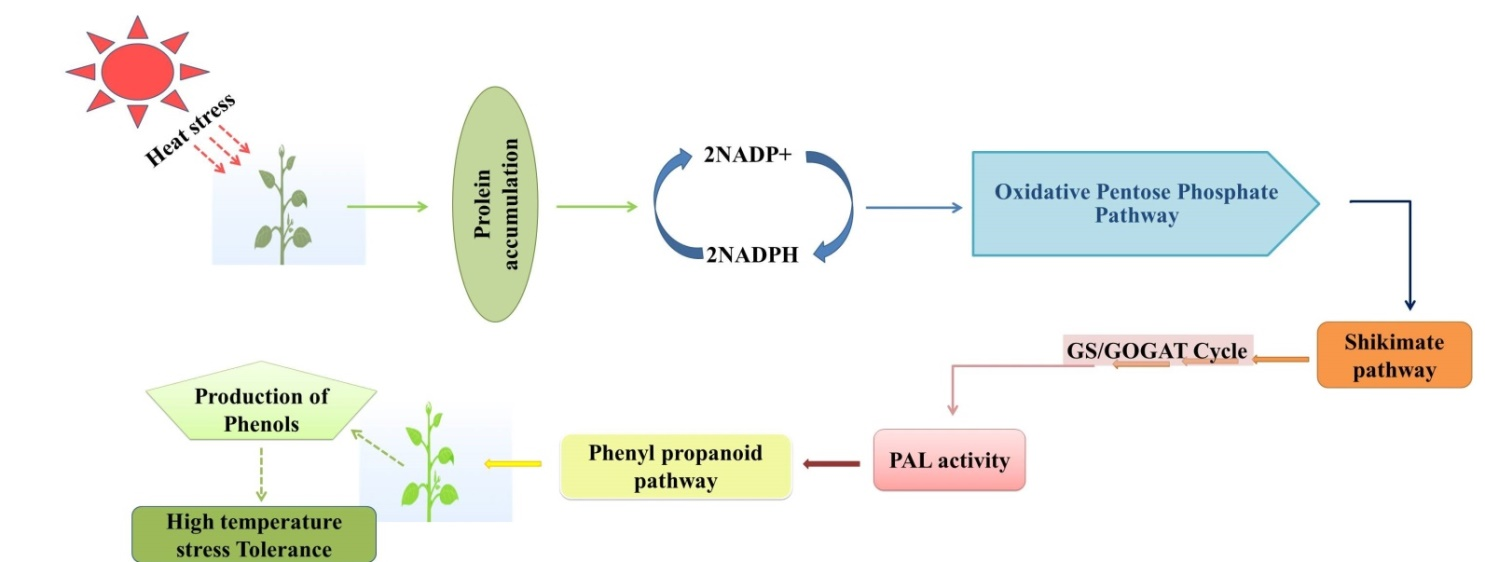 Heat stress
Prolein
accumulation
2NADP+
2NADPH
Oxidative Pentose Phosphate
Pathway
Shikimate
pathway
GS/GOGAT Cycle
PAL activity
Phenyl propanoid
pathway
Production of
Phenols
High temperature
stress Tolerance